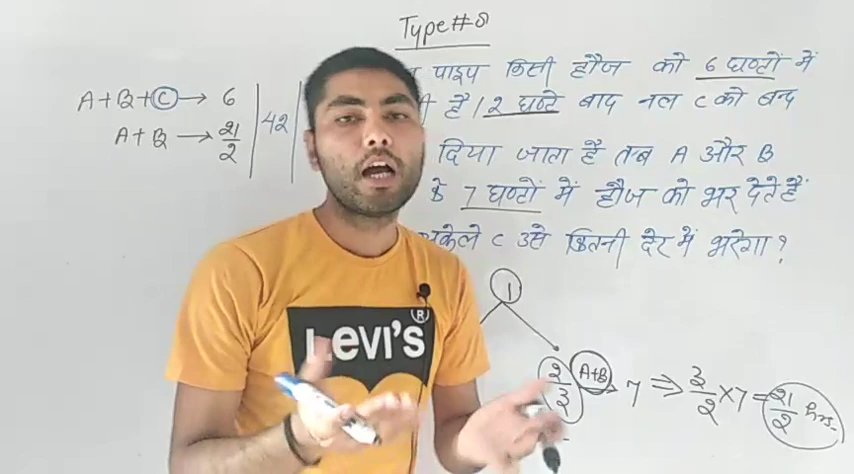 Type#8
पाइप किसी हौज को 6 घण्टों में
है। 2 घण्टे बाद नल C को बन्द
दिया जाता है तब A और B
के 7 घण्टों में हौज को भर देते हैं
अकेले C उसे कितनी देर में भरेगा?
A+B+C → 6
A+B → 21/2
42
1
2/3 A+B → 7 ⇒ 3/2 × 7 = 21/2 hrs.
LEVI'S ®